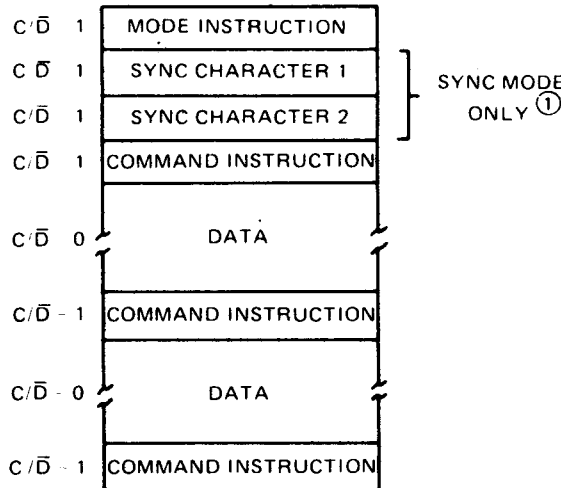 C/D̅ 1 MODE INSTRUCTION
C D̅ 1 SYNC CHARACTER 1
SYNC MODE
C/D̅ 1 SYNC CHARACTER 2
ONLY ①
C/D̅ 1 COMMAND INSTRUCTION
C/D̅ 0 DATA
C/D̅ - 1 COMMAND INSTRUCTION
C/D̅ - 0 DATA
C/D̅ - 1 COMMAND INSTRUCTION